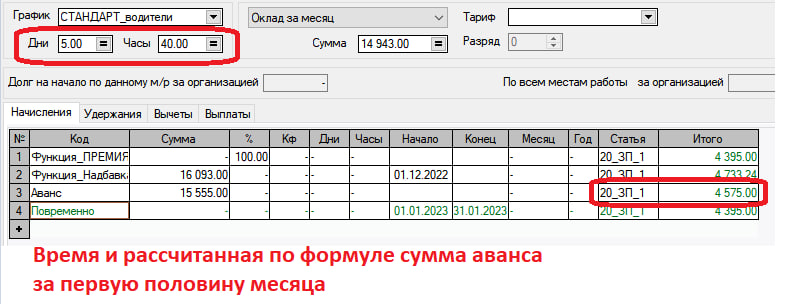 График СТАНДАРТ_водители Оклад за месяц Тариф
Дни 5.00 Часы 40.00 Сумма 14 943.00 Разряд 0
Долг на начало по данному м/р за организацией - По всем местам работы за организацией
Начисления Удержания Вычеты Выплаты
№ Код Сумма % Кф Дни Часы Начало Конец Месяц Год Статья Итого
1 Функция_ПРЕМИЯ - 100.00 - - - - - 20_ЗП_1 4 395.00
2 Функция_Надбавка 16 093.00 - - - 01.12.2022 - - 20_ЗП_1 4 733.24
3 Аванс 15 555.00 - - - - - 20_ЗП_1 4 575.00
4 Повременно - - - - 01.01.2023 31.01.2023 - - 20_ЗП_1 4 395.00
+
Время и рассчитанная по формуле сумма аванса
за первую половину месяца